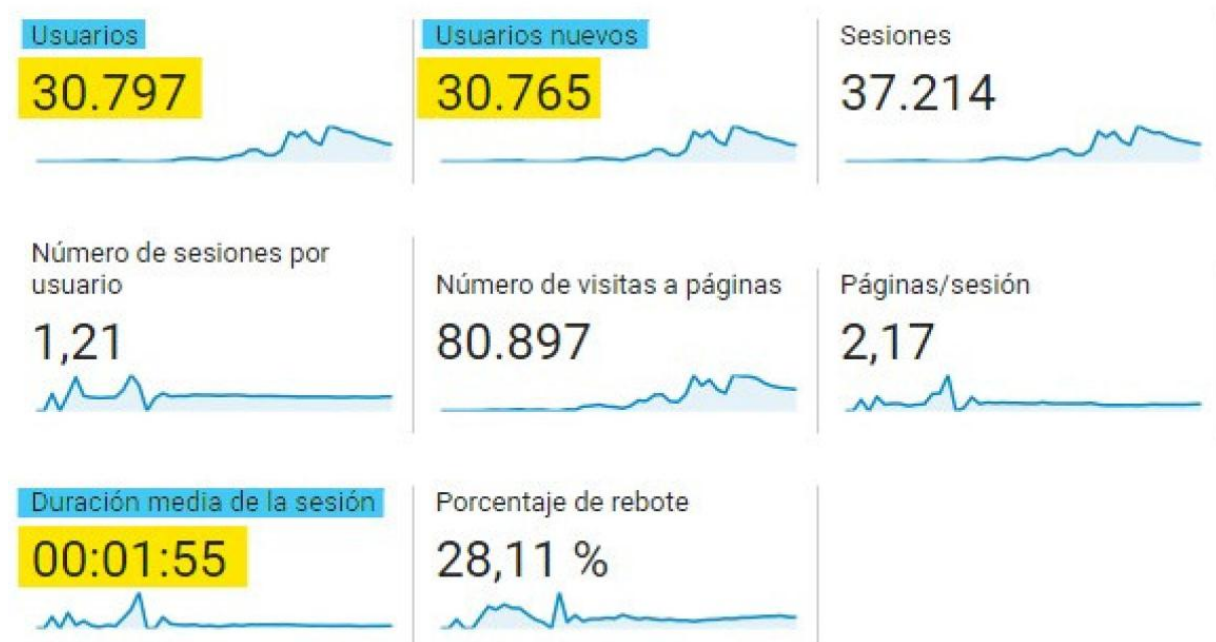 Usuarios
30.797
Usuarios nuevos
30.765
Sesiones
37.214
Número de sesiones por
usuario
1,21
Número de visitas a páginas
80.897
Páginas/sesión
2,17
Duración media de la sesión
00:01:55
Porcentaje de rebote
28,11 %